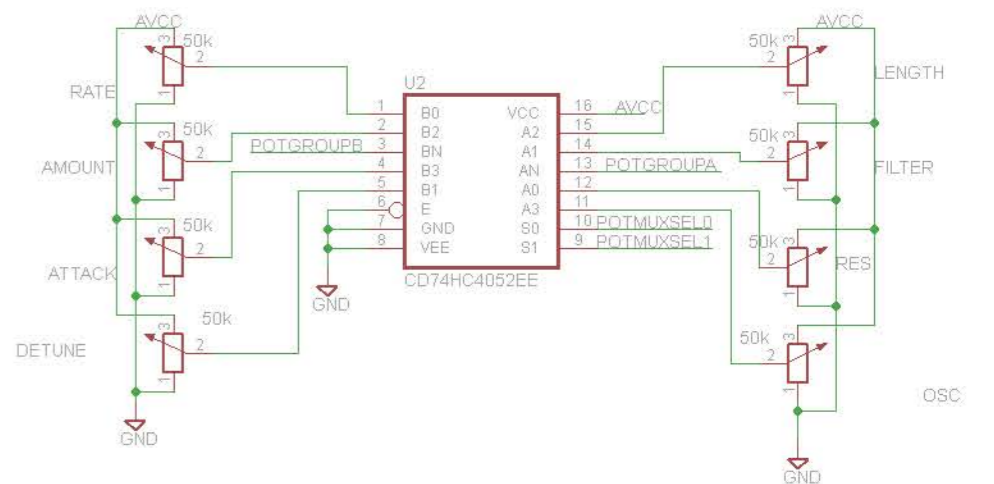 AVCC
AVCC
50k
3
2
1
RATE
50k
3
2
1
LENGTH
U2
1 B0
2 B2
POTGROUPB 3 BN
4 B3
5 B1
6 E
7 GND
8 VEE
VCC 16 AVCC
A2 15
A1 14
AN 13 POTGROUPA
A0 12
A3 11
S0 10 POTMUXSEL0
S1 9 POTMUXSEL1
CD74HC4052EE
GND
50k
3
2
1
AMOUNT
3
2
1
FILTER
50k
3
2
1
ATTACK
50k
3
2
1
RES
50k
3
2
1
DETUNE
50k
3
2
1
OSC
GND
GND